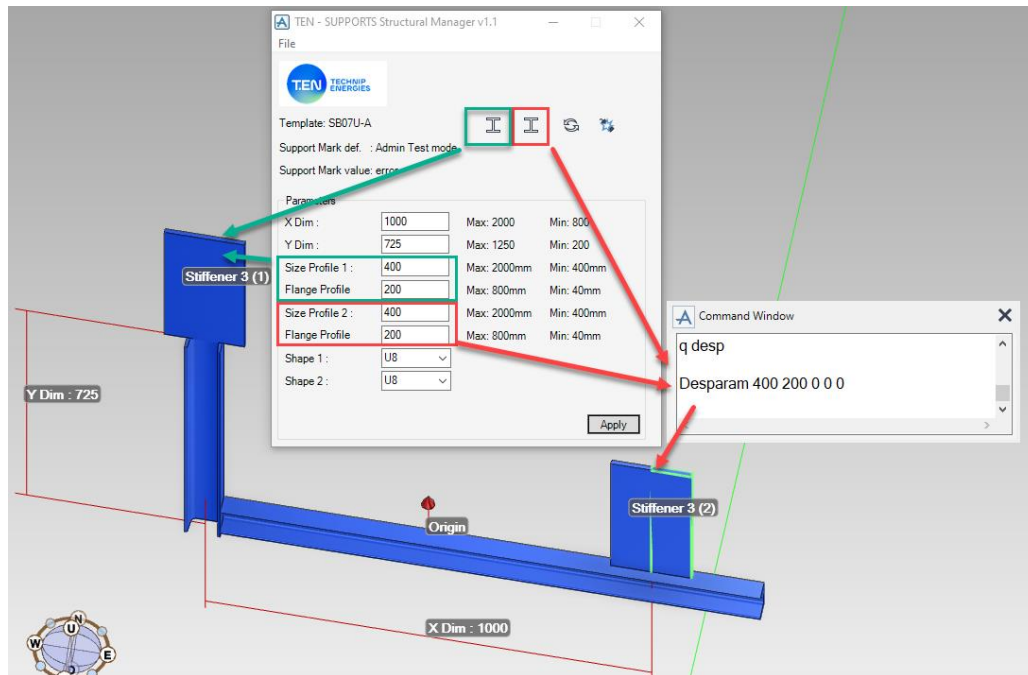 TEN - SUPPORTS Structural Manager v1.1
File
T.EN TECHNIP
ENERGIES
Template: SB07U-A
Support Mark def. : Admin Test mode
Support Mark value: error
Parameters
X Dim : 1000 Max: 2000 Min: 800
Y Dim : 725 Max: 1250 Min: 200
Size Profile 1 : 400 Max: 2000mm Min: 400mm
Flange Profile 200 Max: 800mm Min: 40mm
Size Profile 2 : 400 Max: 2000mm Min: 400mm
Flange Profile 200 Max: 800mm Min: 40mm
Shape 1 : U8
Shape 2 : U8
Apply
Stiffener 3 (1)
Command Window
q desp
Desparam 400 200 0 0 0
Y Dim : 725
Stiffener 3 (2)
Origin
X Dim : 1000
N
U
W
E